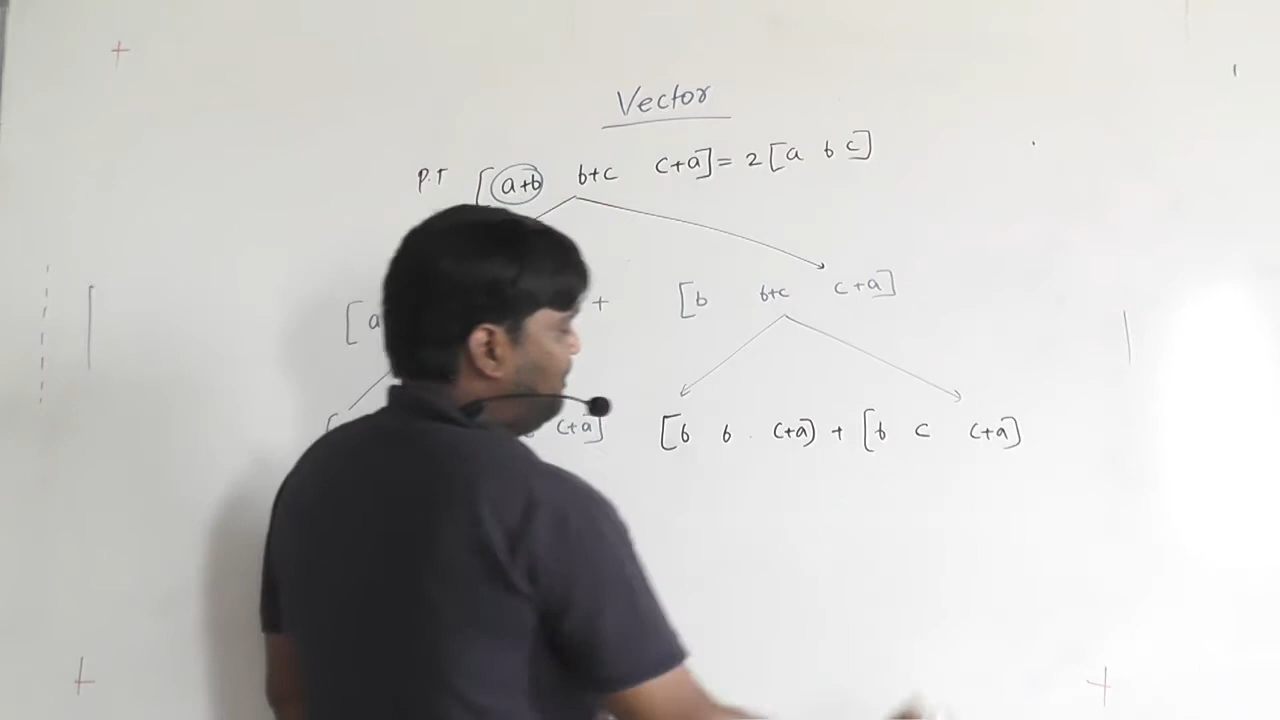 Vector
P.T [a+b b+c c+a] = 2[a b c]
[a + [b b+c c+a]
[ c+a] [b b c+a) + [b c c+a]